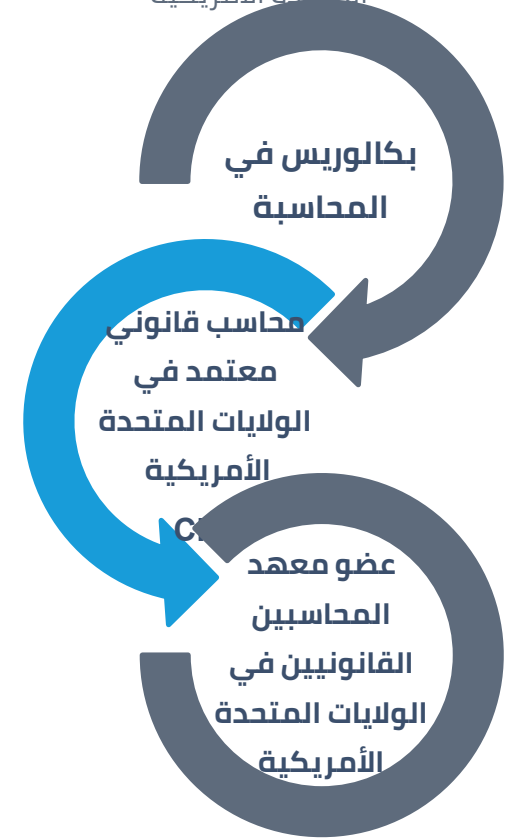 بكالوريس في
المحاسبة
محاسب قانوني
معتمد في
الولايات المتحدة
الأمريكية
عضو معهد
المحاسبين
القانونيين في
الولايات المتحدة
الأمريكية